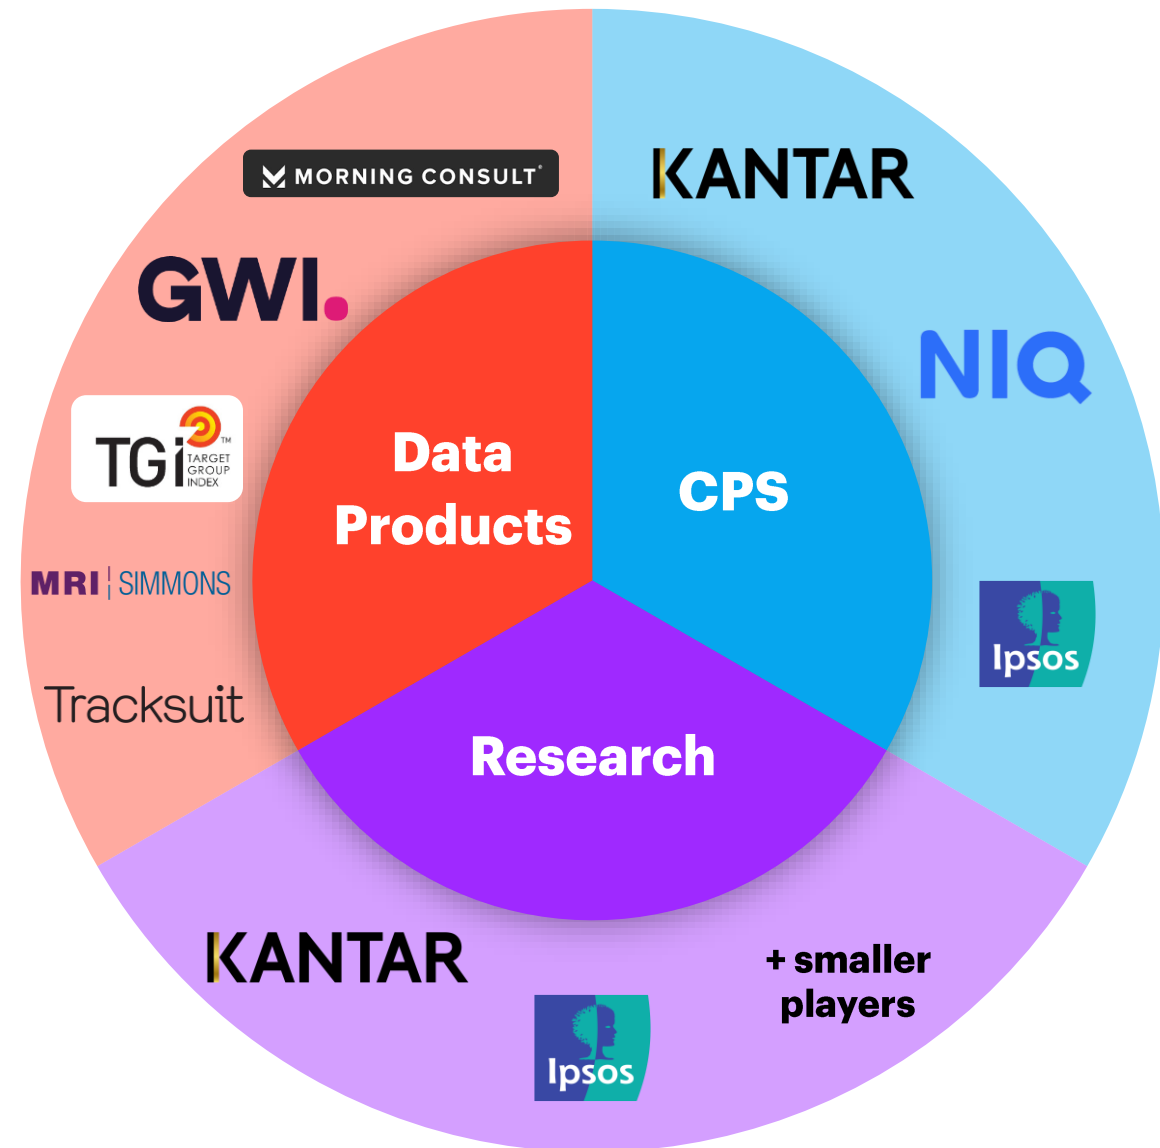 MORNING CONSULT
KANTAR
GWI.
NIQ
TGI™
TARGET
GROUP
INDEX
Data
Products
CPS
MRI | SIMMONS
Ipsos
Tracksuit
Research
KANTAR
+ smaller
players
Ipsos